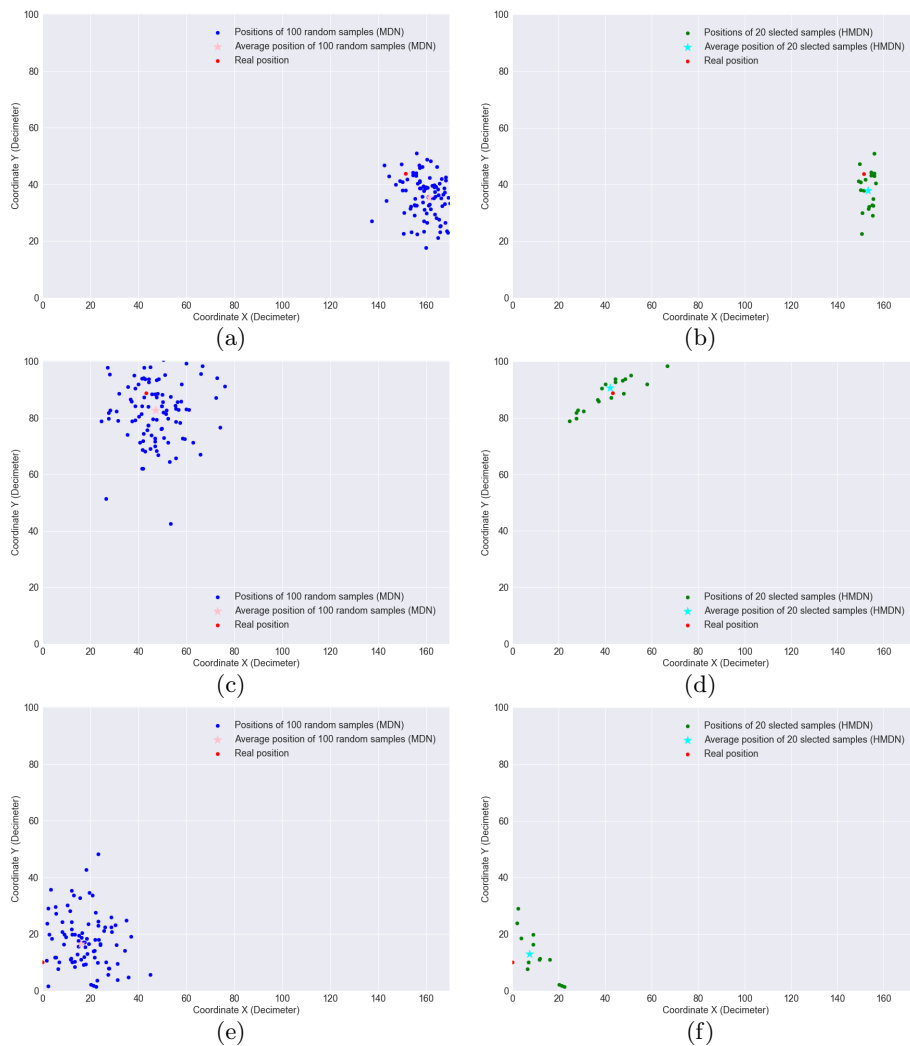 100
80
60
40
20
0
0 20 40 60 80 100 120 140 160
Coordinate Y (Decimeter)
Coordinate X (Decimeter)
Positions of 100 random samples (MDN)
Average position of 100 random samples (MDN)
Real position
(a)
100
80
60
40
20
0
0 20 40 60 80 100 120 140 160
Coordinate Y (Decimeter)
Coordinate X (Decimeter)
Positions of 20 slected samples (HMDN)
Average position of 20 slected samples (HMDN)
Real position
(b)
100
80
60
40
20
0
0 20 40 60 80 100 120 140 160
Coordinate Y (Decimeter)
Coordinate X (Decimeter)
Positions of 100 random samples (MDN)
Average position of 100 random samples (MDN)
Real position
(c)
100
80
60
40
20
0
0 20 40 60 80 100 120 140 160
Coordinate Y (Decimeter)
Coordinate X (Decimeter)
Positions of 20 slected samples (HMDN)
Average position of 20 slected samples (HMDN)
Real position
(d)
100
80
60
40
20
0
0 20 40 60 80 100 120 140 160
Coordinate Y (Decimeter)
Coordinate X (Decimeter)
Positions of 100 random samples (MDN)
Average position of 100 random samples (MDN)
Real position
(e)
100
80
60
40
20
0
0 20 40 60 80 100 120 140 160
Coordinate Y (Decimeter)
Coordinate X (Decimeter)
Positions of 20 slected samples (HMDN)
Average position of 20 slected samples (HMDN)
Real position
(f)